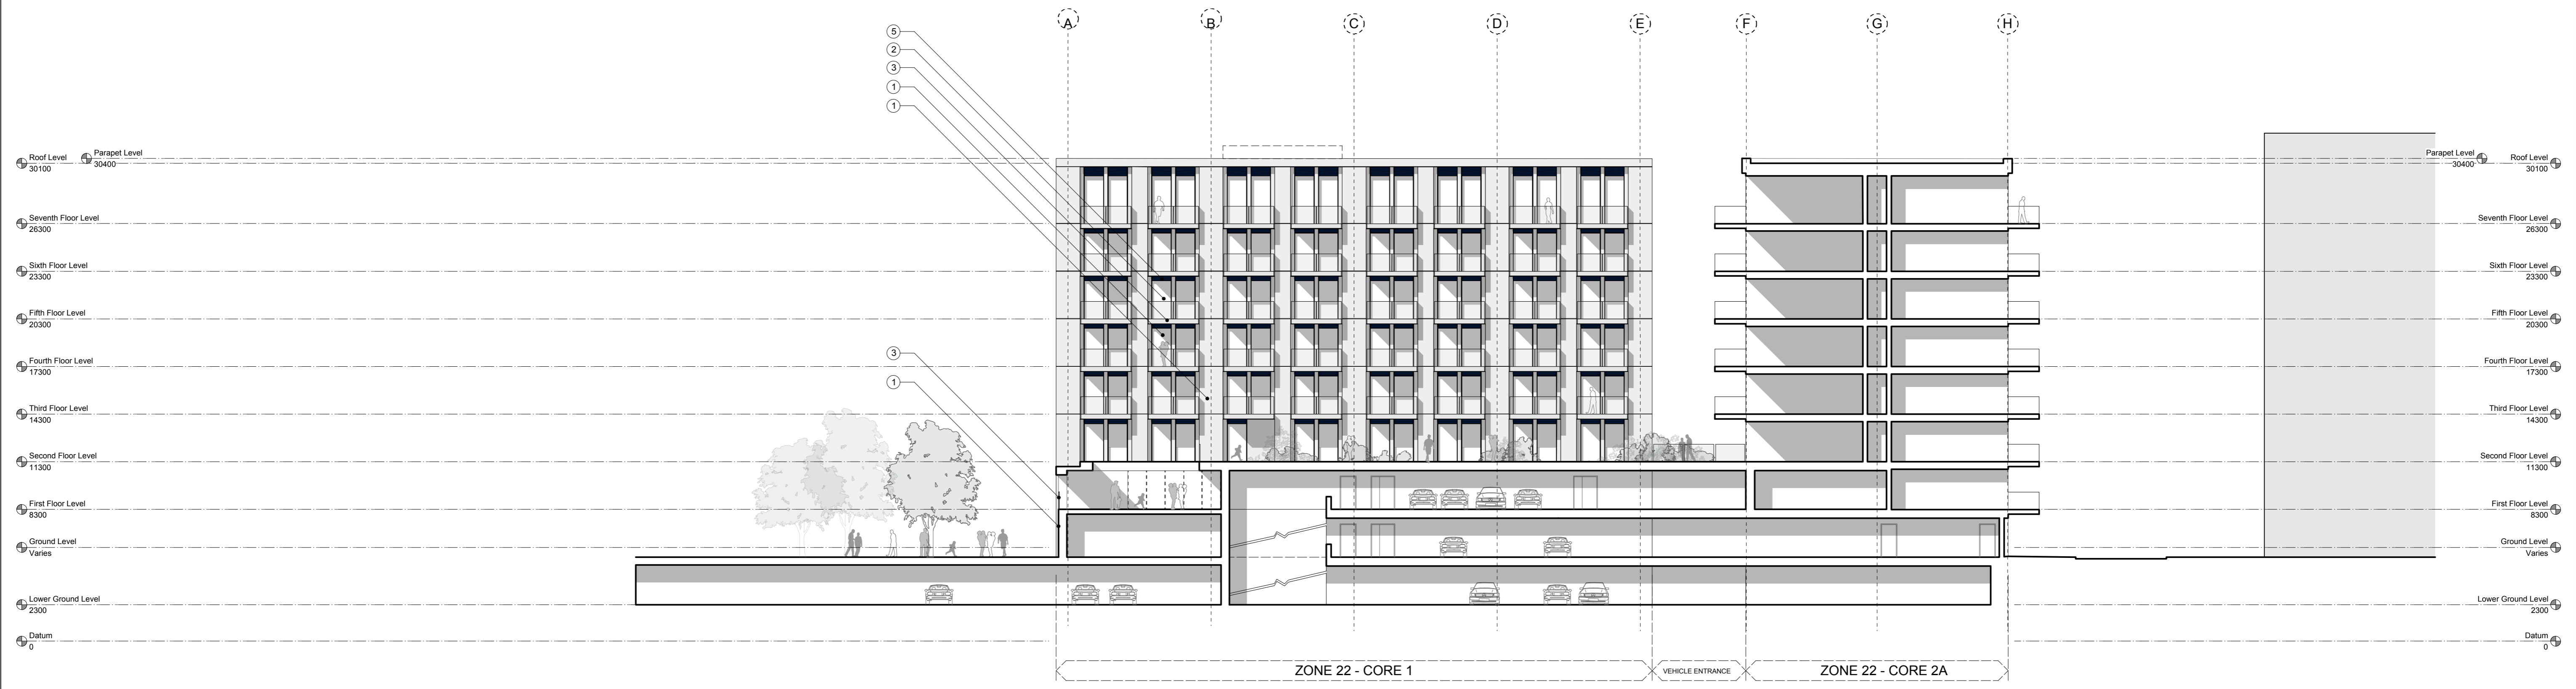 A
B
C
D
E
F
G
H
5
2
3
1
1
Roof Level
30100
Parapet Level
30400
Seventh Floor Level
26300
Sixth Floor Level
23300
Fifth Floor Level
20300
Fourth Floor Level
17300
Third Floor Level
14300
Second Floor Level
11300
First Floor Level
8300
Ground Level
Varies
Lower Ground Level
2300
Datum
0
3
1
Parapet Level
30400
Roof Level
30100
Seventh Floor Level
26300
Sixth Floor Level
23300
Fifth Floor Level
20300
Fourth Floor Level
17300
Third Floor Level
14300
Second Floor Level
11300
First Floor Level
8300
Ground Level
Varies
Lower Ground Level
2300
Datum
0
ZONE 22 - CORE 1
VEHICLE ENTRANCE
ZONE 22 - CORE 2A